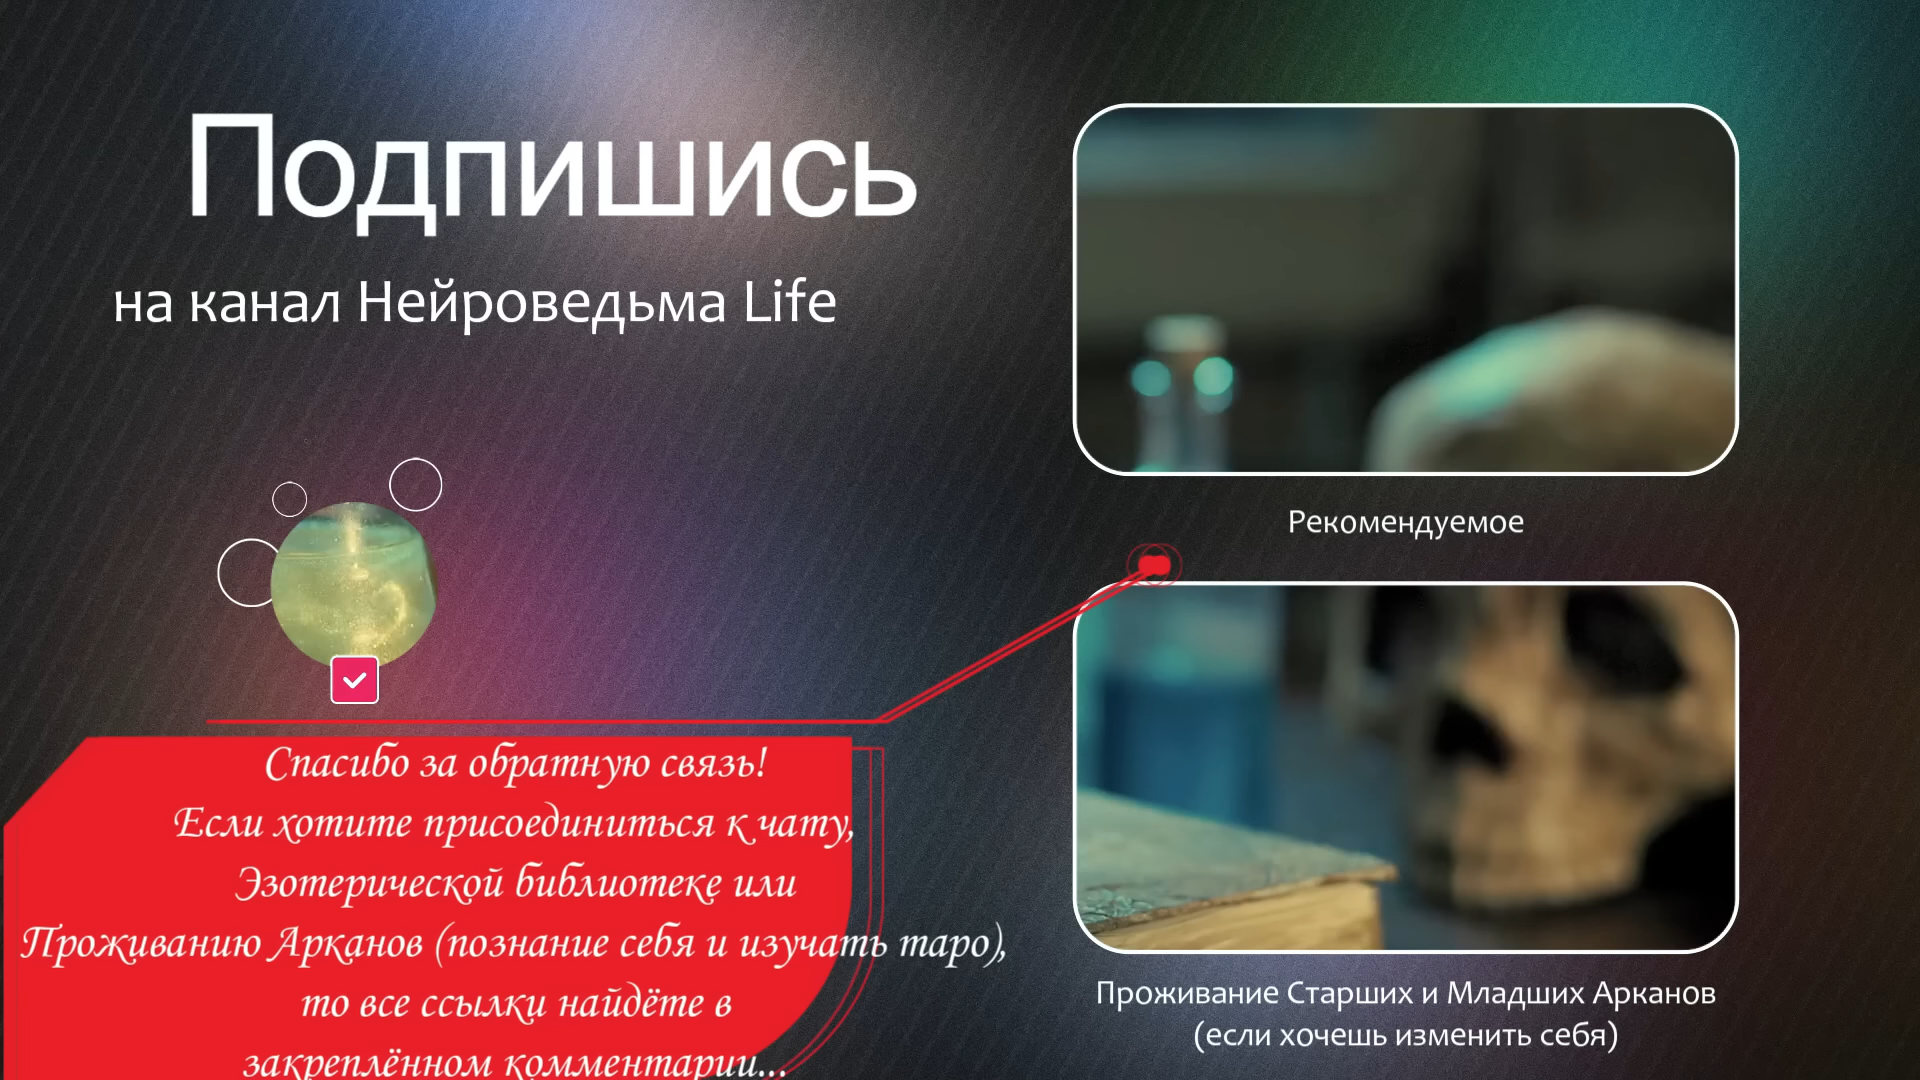 Подпишись
на канал Нейроведьма Life
Рекомендуемое
Спасибо за обратную связь!
Если хотите присоединиться к чату,
Эзотерической библиотеке или
Проживанию Арканов (познание себя и изучать таро),
то все ссылки найдёте в
закреплённом комментарии...
Проживание Старших и Младших Арканов
(если хочешь изменить себя)